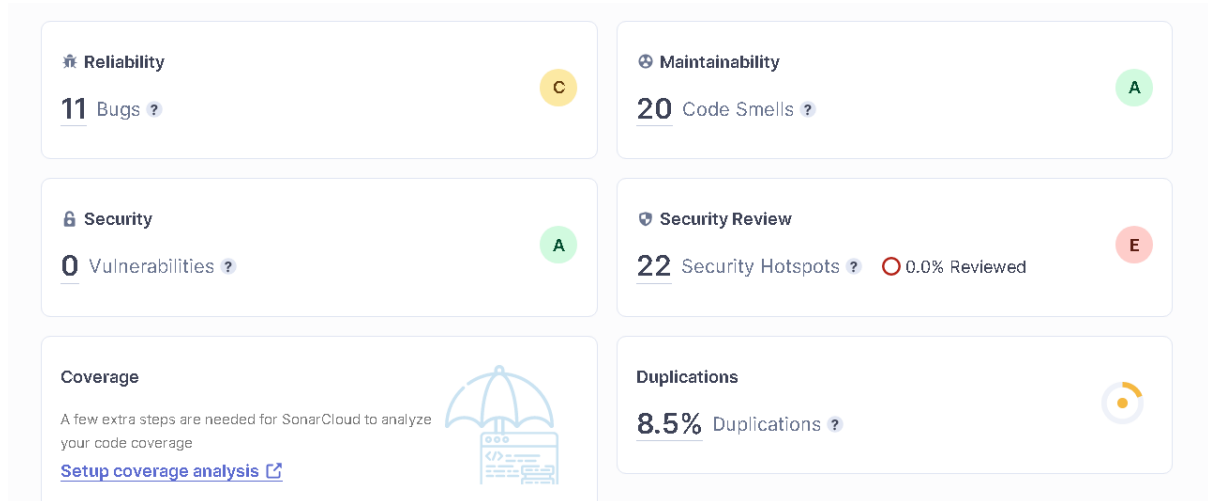 Reliability
11 Bugs ?
C
Maintainability
20 Code Smells ?
A
Security
0 Vulnerabilities ?
A
Security Review
22 Security Hotspots ? 0.0% Reviewed
E
Coverage
A few extra steps are needed for SonarCloud to analyze
your code coverage
Setup coverage analysis
</>
Duplications
8.5% Duplications ?